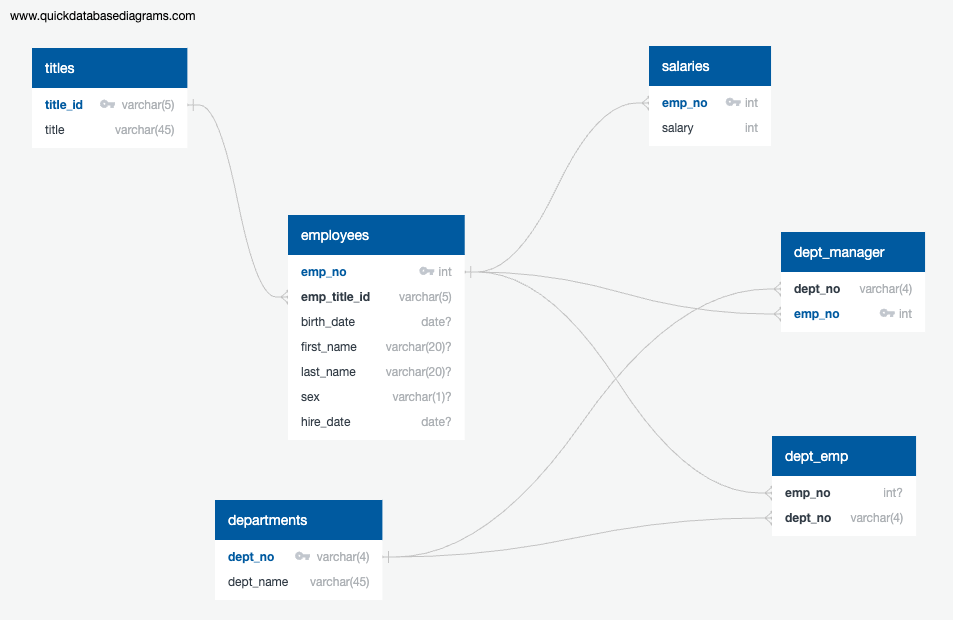 www.quickdatabasediagrams.com
titles
title_id varchar(5)
title varchar(45)
salaries
emp_no int
salary int
employees
emp_no int
emp_title_id varchar(5)
birth_date date?
first_name varchar(20)?
last_name varchar(20)?
sex varchar(1)?
hire_date date?
dept_manager
dept_no varchar(4)
emp_no int
dept_emp
emp_no int?
dept_no varchar(4)
departments
dept_no varchar(4)
dept_name varchar(45)